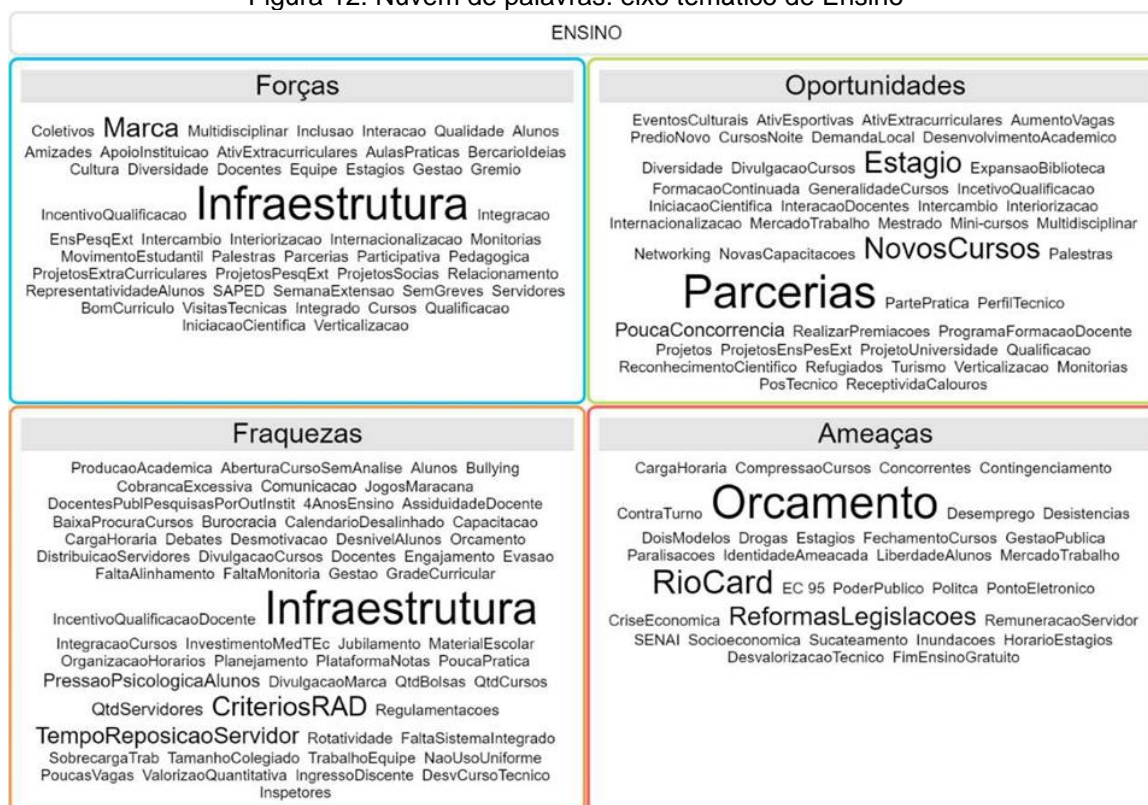 Figura 12. Nuvem de palavras: eixo temático de Ensino
ENSINO
Forças
Coletivos Marca Multidisciplinar Inclusao Interacao Qualidade Alunos
Amizades ApoioInstituicao AtivExtracurriculares AulasPraticas BercarioIdeias
Cultura Diversidade Docentes Equipe Estagios Gestao Gremio
IncentivoQualificacao Infraestrutura Integracao
EnsPesqExt Intercambio Interiorizacao Internacionalizacao Monitorias
MovimentoEstudantil Palestras Parcerias Participativa Pedagogica
ProjetosExtraCurriculares ProjetosPesqExt ProjetosSocias Relacionamento
RepresentatividadeAlunos SAPED SemanaExtensao SemGreves Servidores
BomCurriculo VisitasTecnicas Integrado Cursos Qualificacao
IniciacaoCientifica Verticalizacao
Oportunidades
EventosCulturais AtivEsportivas AtivExtracurriculares AumentoVagas
PredioNovo CursosNoite DemandaLocal DesenvolvimentoAcademico
Diversidade DivulgacaoCursos Estagio ExpansaoBiblioteca
FormacaoContinuada GeneralidadeCursos IncetivoQualificacao
IniciacaoCientifica InteracaoDocentes Intercambio Interiorizacao
Internacionalizacao MercadoTrabalho Mestrado Mini-cursos Multidisciplinar
Networking NovasCapacitacoes NovosCursos Palestras
Parcerias PartePratica PerfilTecnico
PoucaConcorrencia RealizarPremiacoes ProgramaFormacaoDocente
Projetos ProjetosEnsPesExt ProjetoUniversidade Qualificacao
ReconhecimentoCientifico Refugiados Turismo Verticalizacao Monitorias
PosTecnico ReceptividaCalouros
Fraquezas
ProducaoAcademica AberturaCursoSemAnalise Alunos Bullying
CobrancaExcessiva Comunicacao JogosMaracana
DocentesPublPesquisasPorOutInstit 4AnosEnsino AssiduidadeDocente
BaixaProcuraCursos Burocracia CalendarioDesalinhado Capacitacao
CargaHoraria Debates Desmotivacao DesnivelAlunos Orcamento
DistribuicaoServidores DivulgacaoCursos Docentes Engajamento Evasao
FaltaAlinhamento FaltaMonitoria Gestao GradeCurricular
IncentivoQualificacaoDocente Infraestrutura
IntegracaoCursos InvestimentoMedTEc Jubilamento MaterialEscolar
OrganizacaoHorarios Planejamento PlataformaNotas PoucaPratica
PressaoPsicologicaAlunos DivulgacaoMarca QtdBolsas QtdCursos
QtdServidores CriteriosRAD Regulamentacoes
TempoReposicaoServidor Rotatividade FaltaSistemaIntegrado
SobrecargaTrab TamanhoColegiado TrabalhoEquipe NaoUsoUniforme
PoucasVagas ValorizaoQuantitativa IngressoDiscente DesvCursoTecnico
Inspetores
Ameaças
CargaHoraria CompressaoCursos Concorrentes Contingenciamento
ContraTurno Orcamento Desemprego Desistencias
DoisModelos Drogas Estagios FechamentoCursos GestaoPublica
Paralisacoes IdentidadeAmeacada LiberdadeAlunos MercadoTrabalho
RioCard EC 95 PoderPublico Politca PontoEletronico
CriseEconomica ReformasLegislacoes RemuneracaoServidor
SENAI Socioeconomica Sucateamento Inundacoes HorarioEstagios
DesvalorizacaoTecnico FimEnsinoGratuito